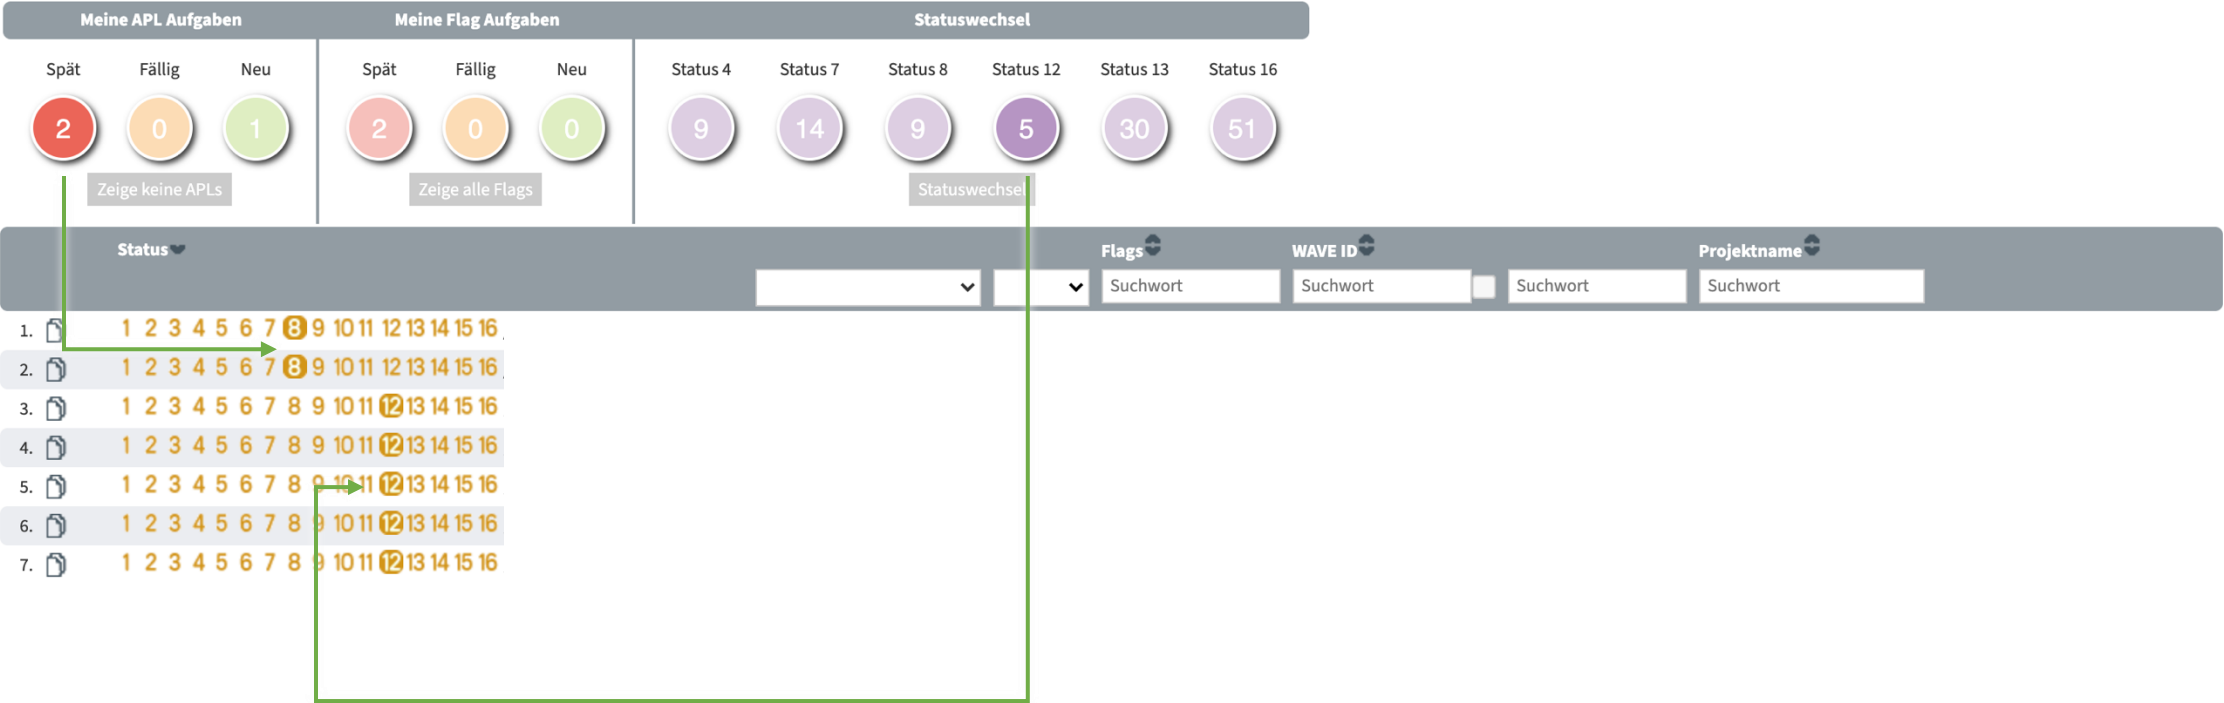 Meine APL Aufgaben Meine Flag Aufgaben Statuswechsel
Spät Fällig Neu Spät Fällig Neu Status 4 Status 7 Status 8 Status 12 Status 13 Status 16
2 0 1 2 0 0 9 14 9 5 30 51
Zeige keine APLs Zeige alle Flags Statuswechsel
Status Flags WAVE ID Projektname
Suchwort Suchwort Suchwort Suchwort
1. 1 2 3 4 5 6 7 8 9 10 11 12 13 14 15 16
2. 1 2 3 4 5 6 7 8 9 10 11 12 13 14 15 16
3. 1 2 3 4 5 6 7 8 9 10 11 12 13 14 15 16
4. 1 2 3 4 5 6 7 8 9 10 11 12 13 14 15 16
5. 1 2 3 4 5 6 7 8 9 10 11 12 13 14 15 16
6. 1 2 3 4 5 6 7 8 9 10 11 12 13 14 15 16
7. 1 2 3 4 5 6 7 8 9 10 11 12 13 14 15 16